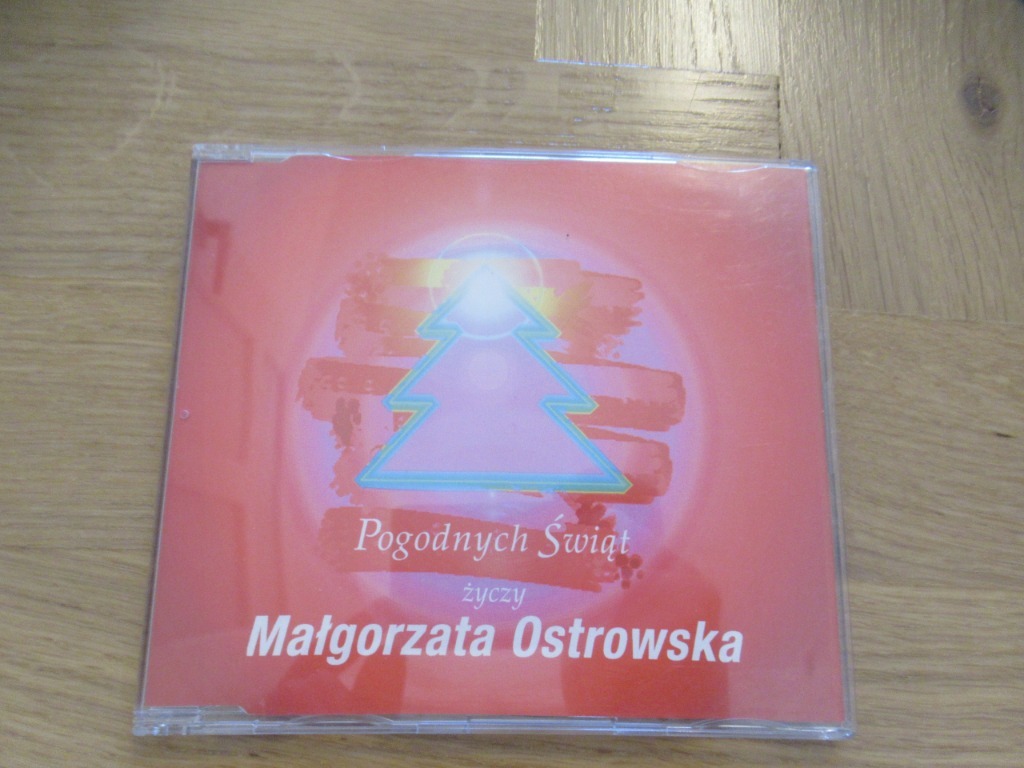 Pogodnych Świąt
życzy
Małgorzata Ostrowska